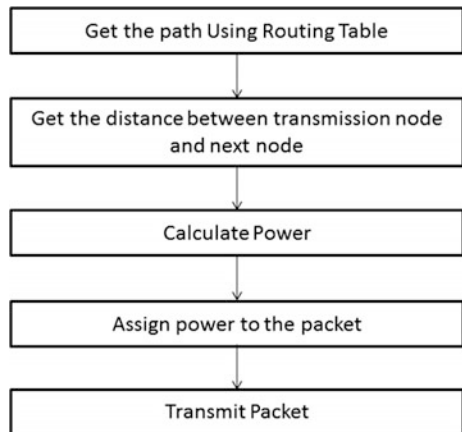 Get the path Using Routing Table
Get the distance between transmission node
and next node
Calculate Power
Assign power to the packet
Transmit Packet